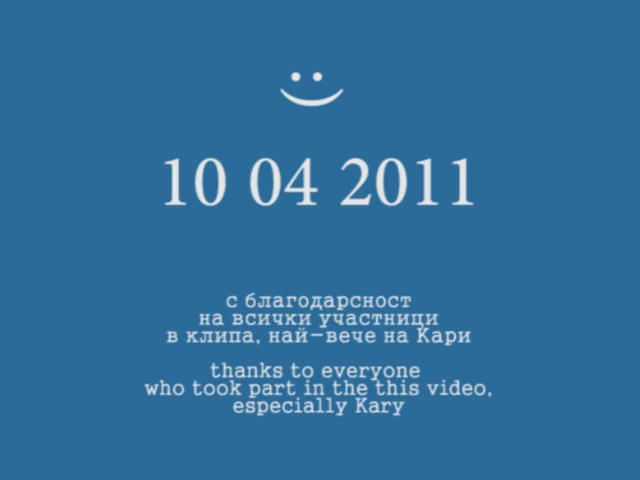 10 04 2011
с благодарсност
на всички участници
в клипа, най-вече на Кари
thanks to everyone
who took part in the this video,
especially Kary